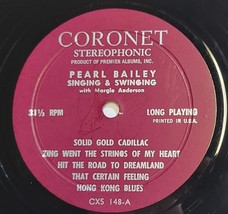 CORONET
STEREOPHONIC
PRODUCT OF PREMIER ALBUMS, INC.
PEARL BAILEY
SINGING & SWINGING
with Margie Anderson
33⅓ RPM
LONG PLAYING
PRINTED IN U.S.A.
SOLID GOLD CADILLAC
ZING WENT THE STRINGS OF MY HEART
HIT THE ROAD TO DREAMLAND
THAT CERTAIN FEELING
HONG KONG BLUES
CXS 148-A